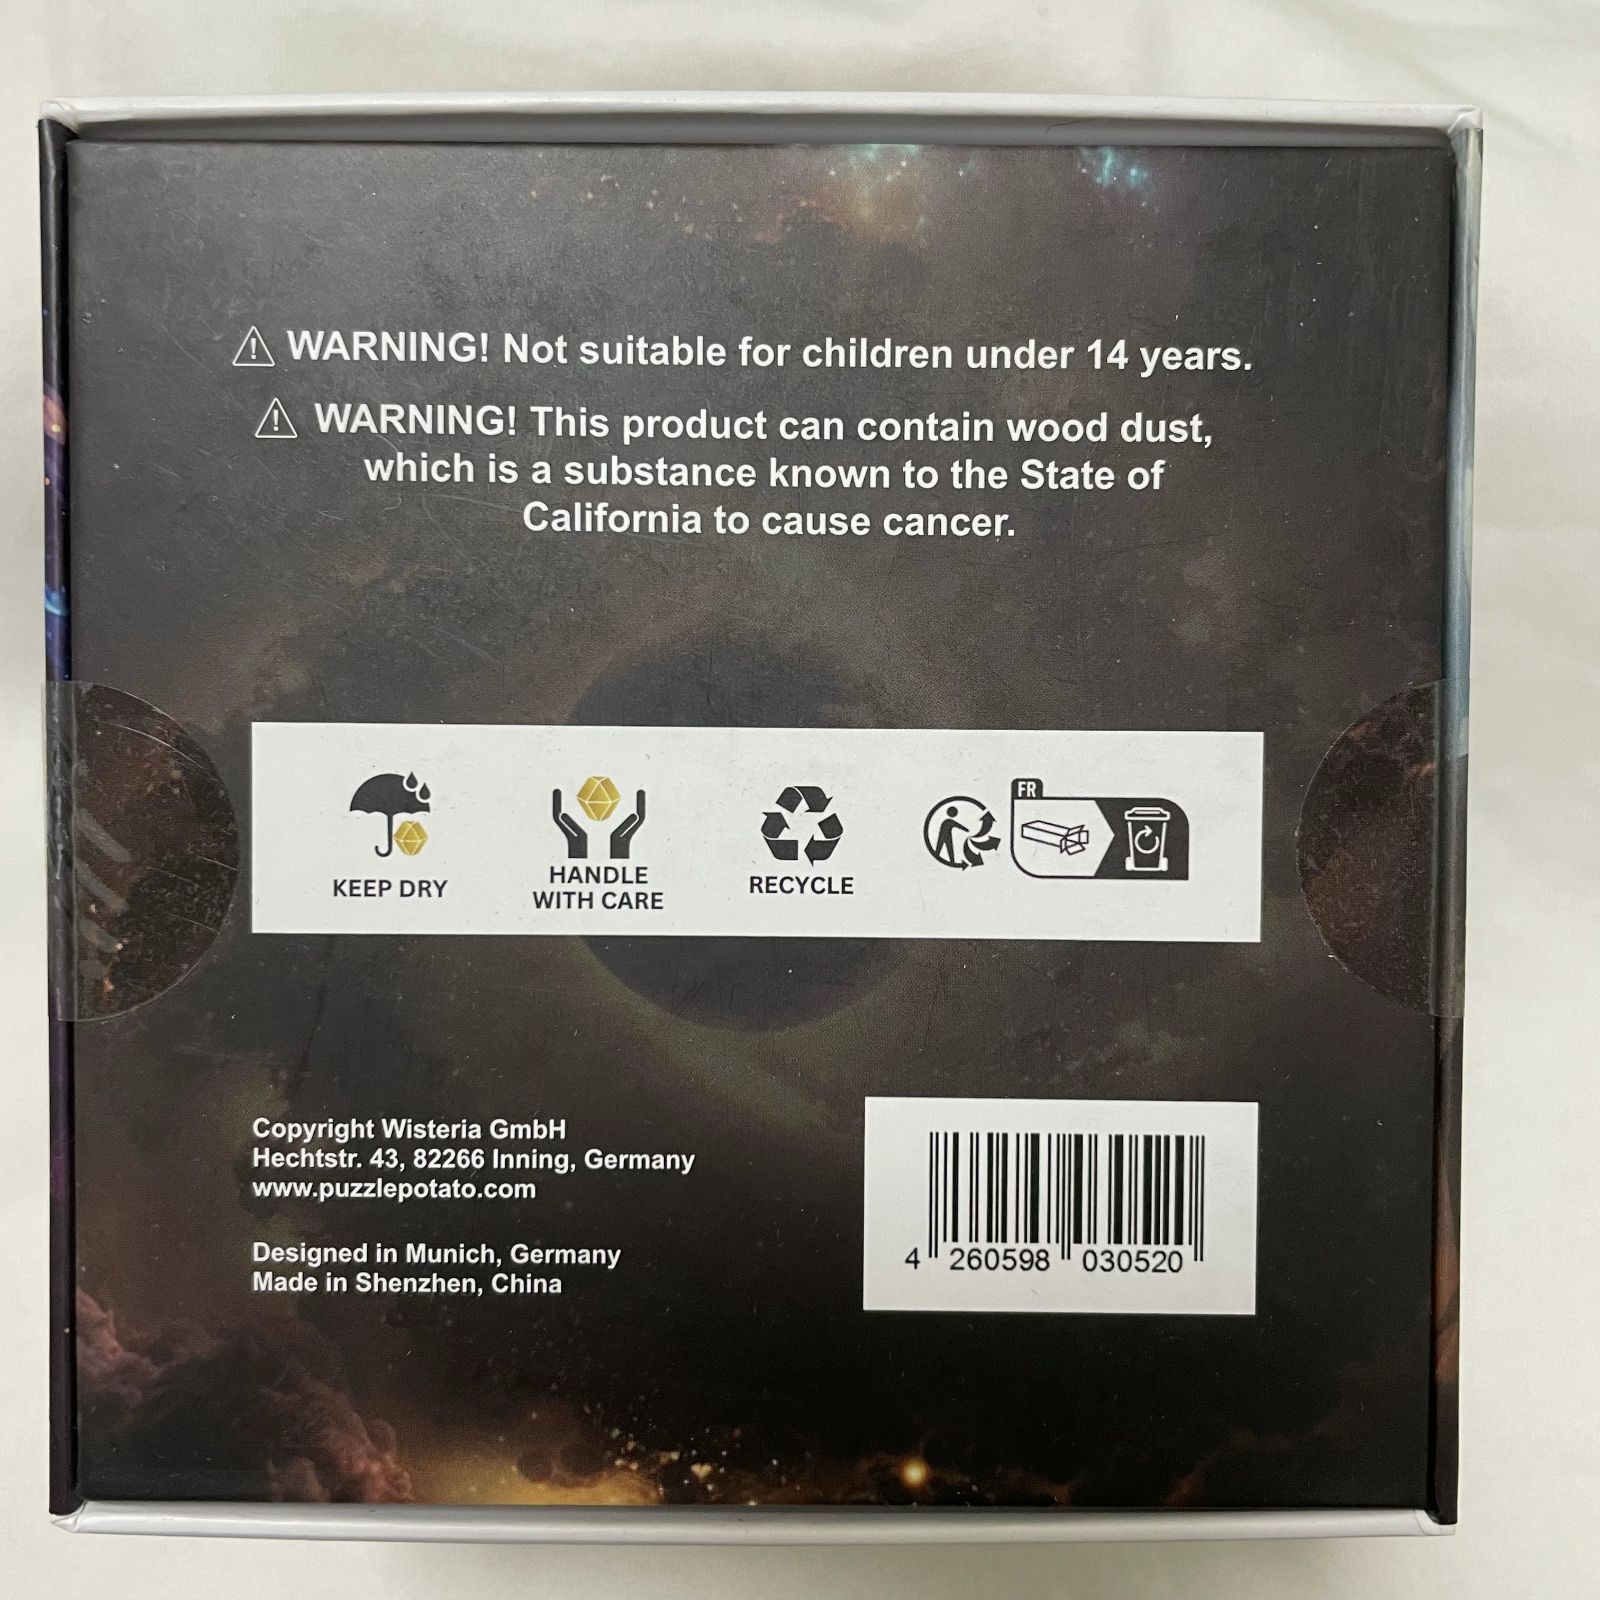 WARNING! Not suitable for children under 14 years.
WARNING! This product can contain wood dust,
which is a substance known to the State of
California to cause cancer.
KEEP DRY
HANDLE
WITH CARE
RECYCLE
FR
Copyright Wisteria GmbH
Hechtstr. 43, 82266 Inning, Germany
www.puzzlepotato.com
Designed in Munich, Germany
Made in Shenzhen, China
4 260598 030520